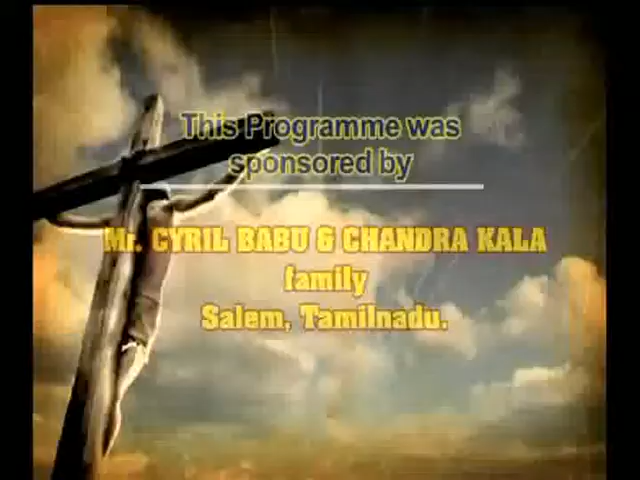 This Programme was
sponsored by
Mr. CYRIL BABU & CHANDRA KALA
family
Salem, Tamilnadu.